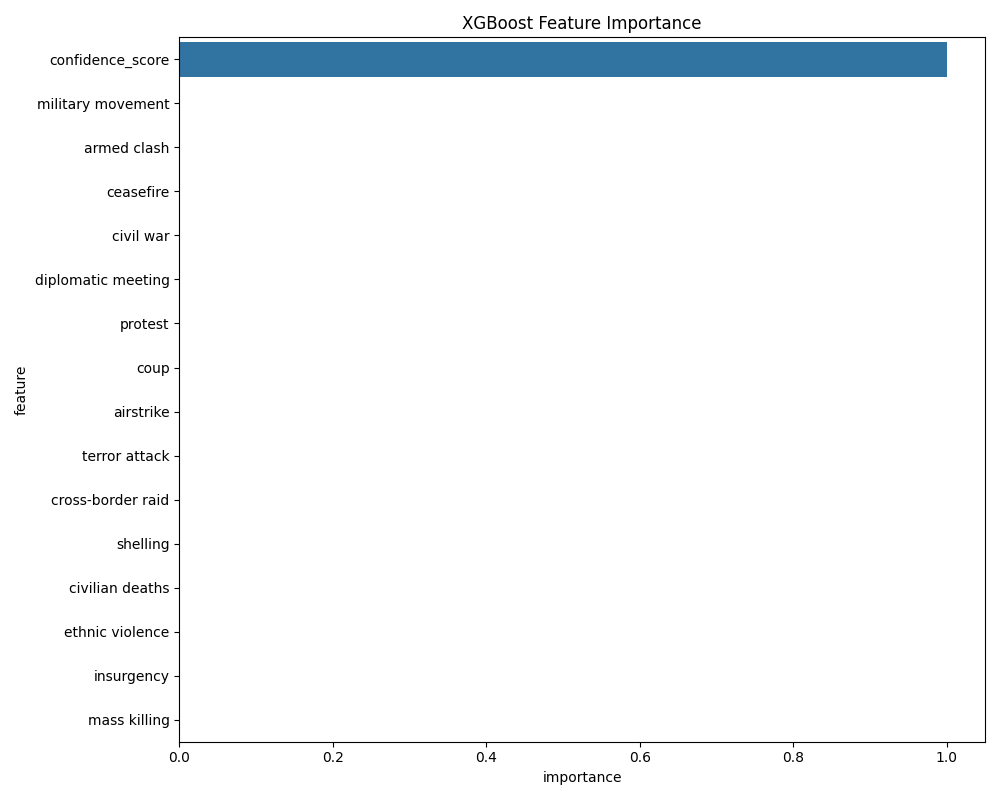 XGBoost Feature Importance
confidence_score
military movement
armed clash
ceasefire
civil war
diplomatic meeting
protest
coup
airstrike
terror attack
cross-border raid
shelling
civilian deaths
ethnic violence
insurgency
mass killing
feature
0.0 0.2 0.4 0.6 0.8 1.0
importance